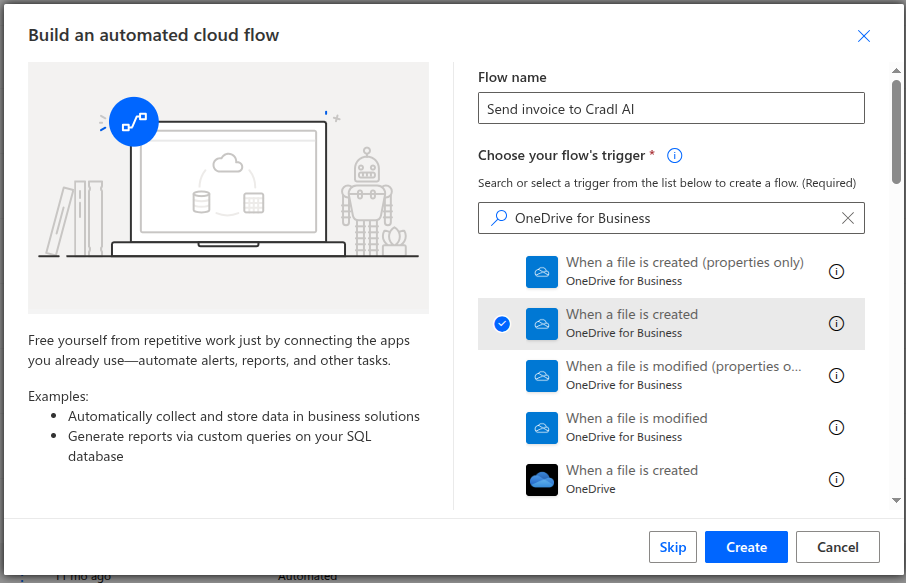 Build an automated cloud flow
Free yourself from repetitive work just by connecting the apps
you already use—automate alerts, reports, and other tasks.
Examples:
Automatically collect and store data in business solutions
Generate reports via custom queries on your SQL
database
Flow name
Send invoice to Cradl AI
Choose your flow's trigger *
Search or select a trigger from the list below to create a flow. (Required)
OneDrive for Business
When a file is created (properties only)
OneDrive for Business
When a file is created
OneDrive for Business
When a file is modified (properties o...
OneDrive for Business
When a file is modified
OneDrive for Business
When a file is created
OneDrive
Skip
Create
Cancel
11 mo ago
Automated